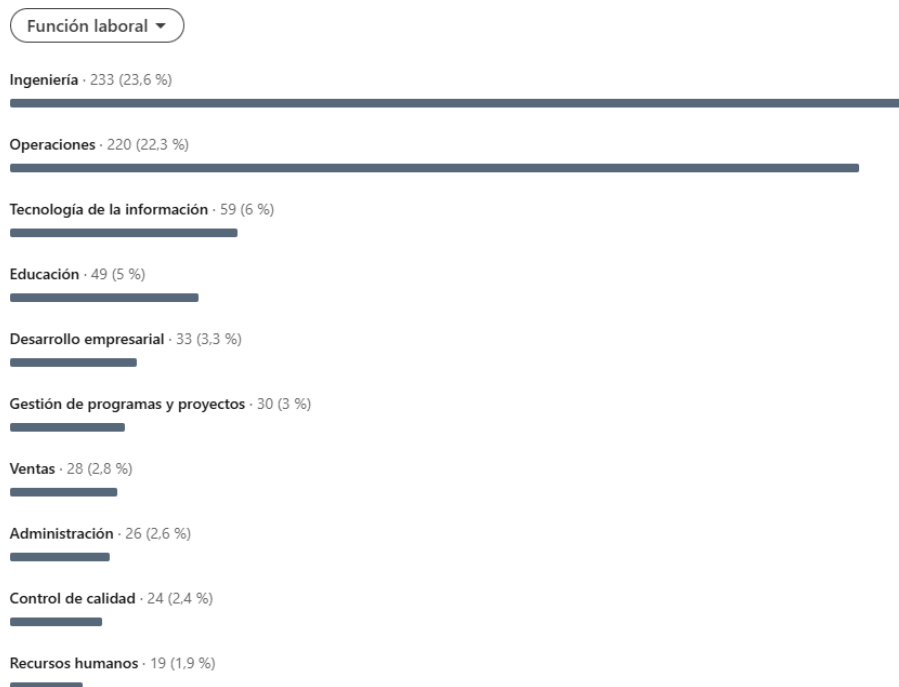 Función laboral
Ingeniería · 233 (23,6 %)
Operaciones · 220 (22,3 %)
Tecnología de la información · 59 (6 %)
Educación · 49 (5 %)
Desarrollo empresarial · 33 (3,3 %)
Gestión de programas y proyectos · 30 (3 %)
Ventas · 28 (2,8 %)
Administración · 26 (2,6 %)
Control de calidad · 24 (2,4 %)
Recursos humanos · 19 (1,9 %)